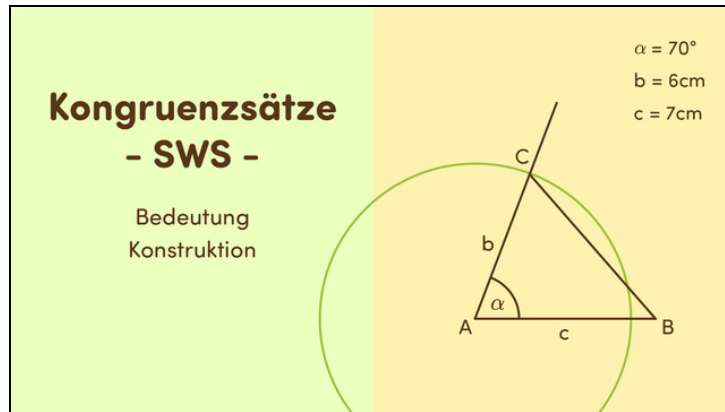 Kongruenzsätze
- SWS -
Bedeutung
Konstruktion
α = 70°
b = 6cm
c = 7cm
C
b
α
A
B
c